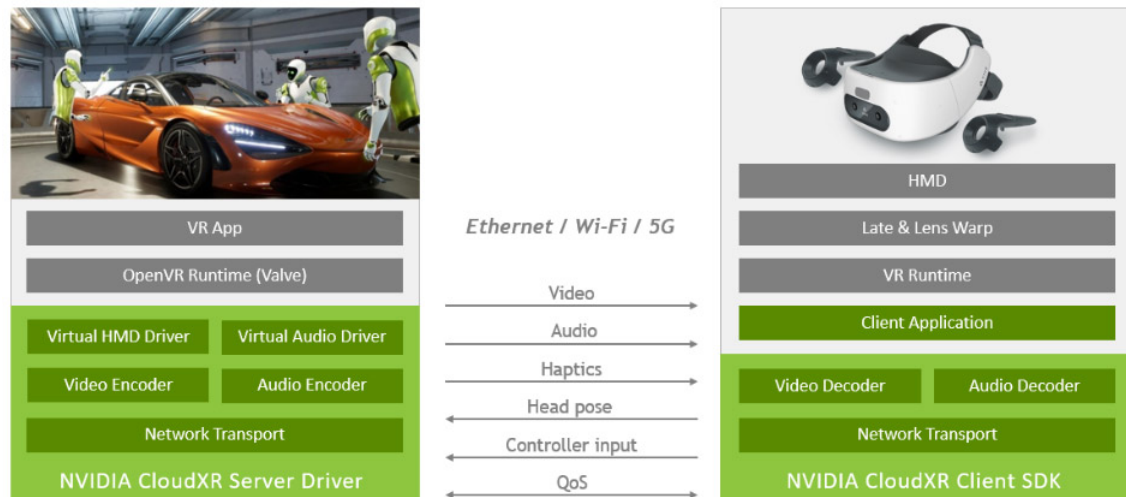 VR App
OpenVR Runtime (Valve)
Virtual HMD Driver
Virtual Audio Driver
Video Encoder
Audio Encoder
Network Transport
NVIDIA CloudXR Server Driver
Ethernet / Wi-Fi / 5G
Video
Audio
Haptics
Head pose
Controller input
QoS
HMD
Late & Lens Warp
VR Runtime
Client Application
Video Decoder
Audio Decoder
Network Transport
NVIDIA CloudXR Client SDK